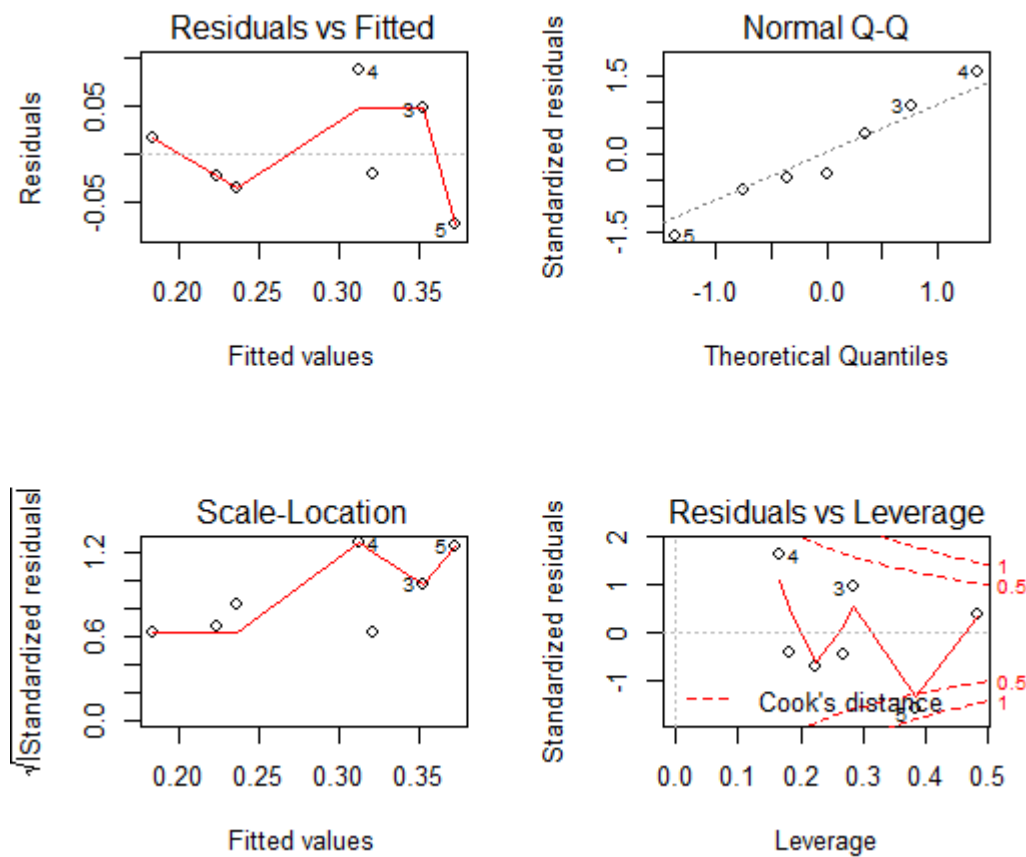 Residuals vs Fitted
Residuals
-0.05 0.05
4
3
5
0.20 0.25 0.30 0.35
Fitted values
Normal Q-Q
Standardized residuals
-1.5 0.0 1.5
4
3
5
-1.0 0.0 1.0
Theoretical Quantiles
Scale-Location
√|Standardized residuals|
0.0 0.6 1.2
4
5
3
0.20 0.25 0.30 0.35
Fitted values
Residuals vs Leverage
Standardized residuals
-1 0 1 2
4
3
5
1
0.5
0.5
1
Cook's distance
0.0 0.1 0.2 0.3 0.4 0.5
Leverage